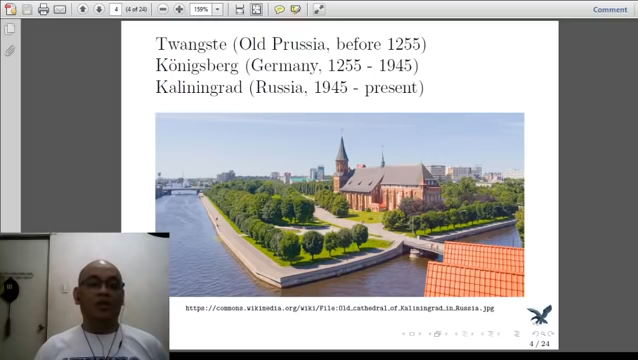 4 (4 of 24)
159%
Comment
Twangste (Old Prussia, before 1255)
Königsberg (Germany, 1255 - 1945)
Kaliningrad (Russia, 1945 - present)
https://commons.wikimedia.org/wiki/File:Old_cathedral_of_Kaliningrad_in_Russia.jpg
4 / 24